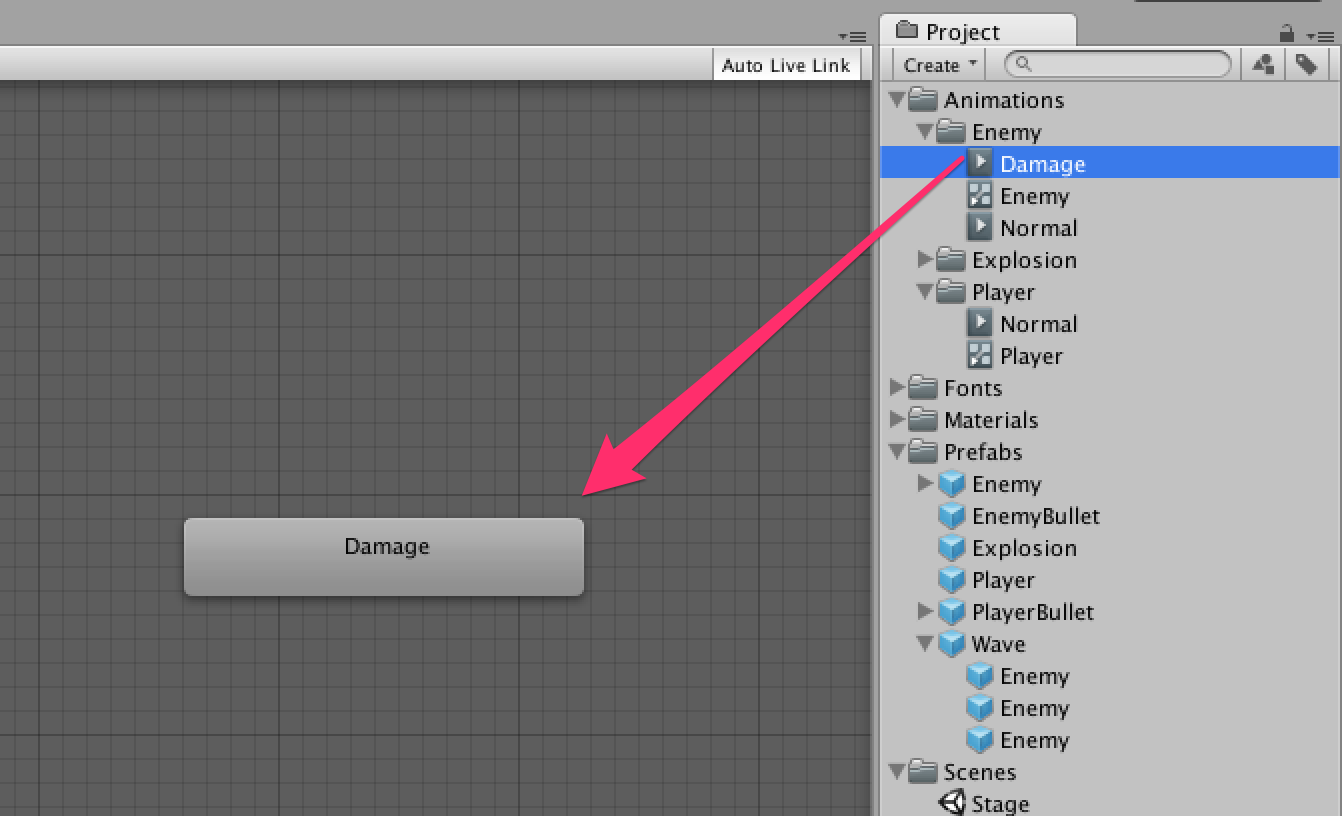 Project
Auto Live Link
Create
Animations
Enemy
Damage
Enemy
Normal
Explosion
Player
Normal
Player
Fonts
Materials
Prefabs
Enemy
EnemyBullet
Explosion
Player
PlayerBullet
Wave
Enemy
Enemy
Enemy
Scenes
Stage
Damage